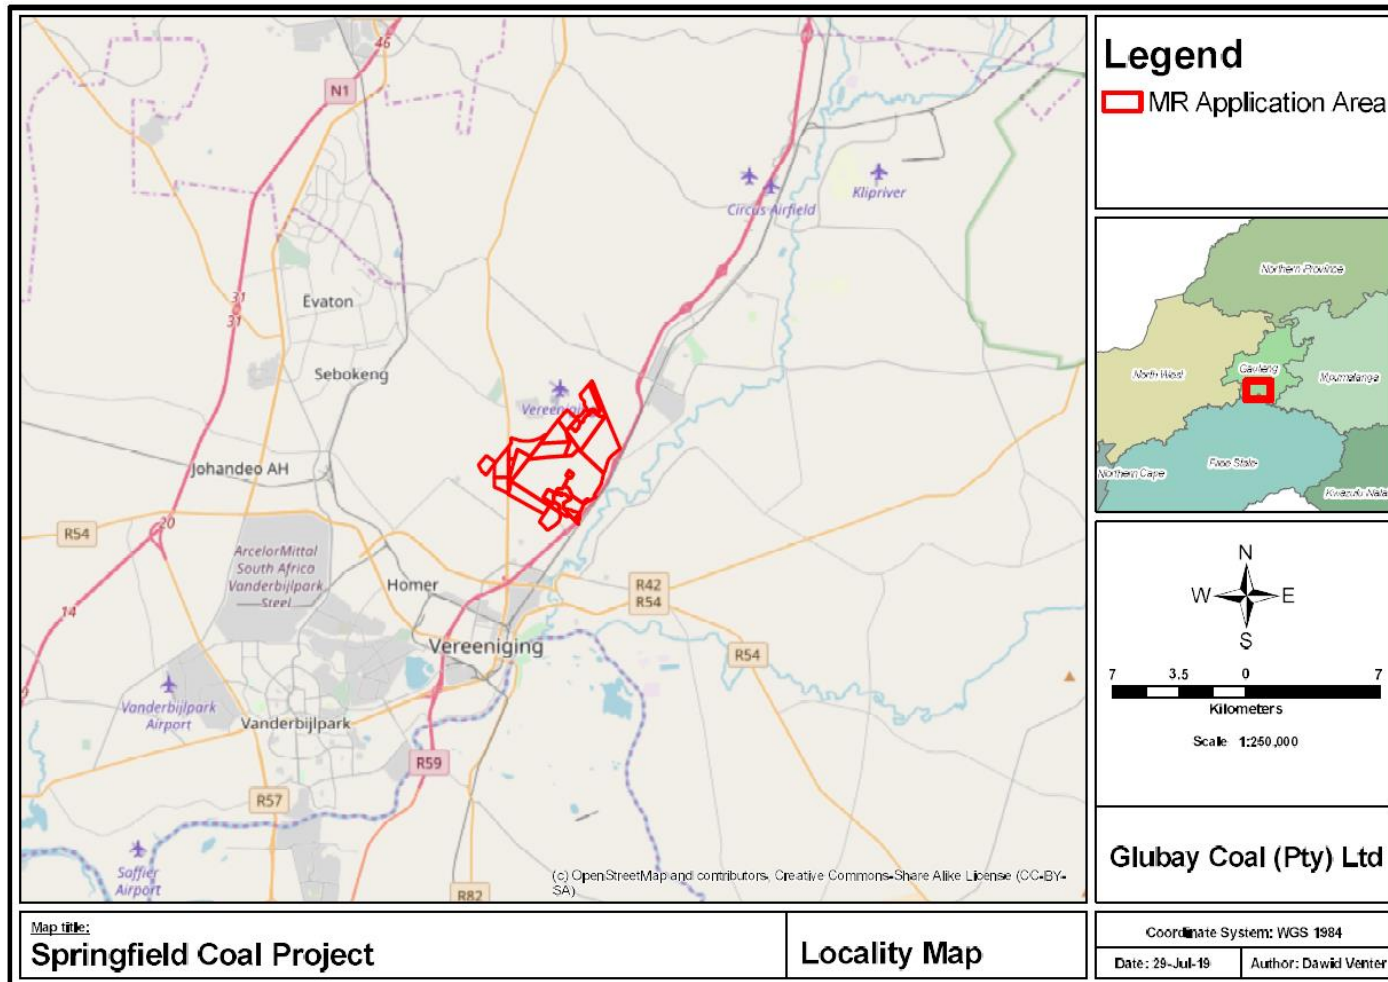 46
N1
Circus Airfield
Klipriver
31
31
Evaton
Sebokeng
Johandeo AH
R54
20
ArcelorMittal
South Africa
Vanderbijlpark
Steel
Homer
R42
R54
14
Vereeniging
R54
Vanderbijlpark
Airport
Vanderbijlpark
R59
R57
Saffier
Airport
R82
(c) OpenStreetMap and contributors, Creative Commons-Share Alike License (CC-BY-
SA)
Legend
MR Application Area
Northern Province
North West
Gauteng
Mpumalanga
Free State
Northern Cape
N
W
E
S
7 3.5 0 7
Kilometers
Scale 1:250,000
Glubay Coal (Pty) Ltd
Map title:
Springfield Coal Project
Locality Map
Coordinate System: WGS 1984
Date: 29-Jul-19
Author: Dawid Venter